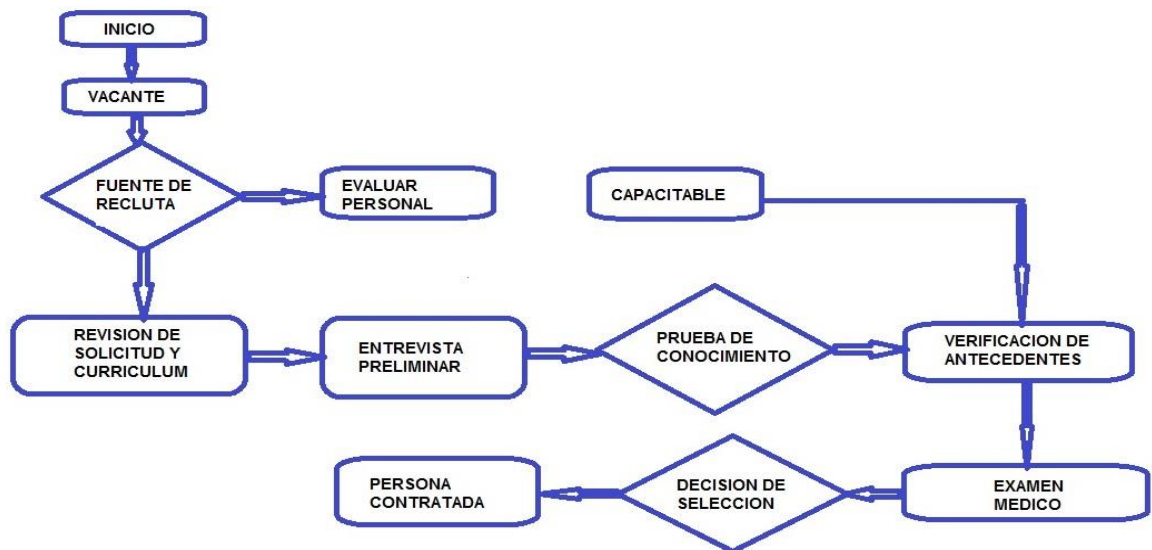 INICIO
VACANTE
FUENTE DE
RECLUTA
EVALUAR
PERSONAL
CAPACITABLE
REVISION DE
SOLICITUD Y
CURRICULUM
ENTREVISTA
PRELIMINAR
PRUEBA DE
CONOCIMIENTO
VERIFICACION DE
ANTECEDENTES
PERSONA
CONTRATADA
DECISION DE
SELECCION
EXAMEN
MEDICO